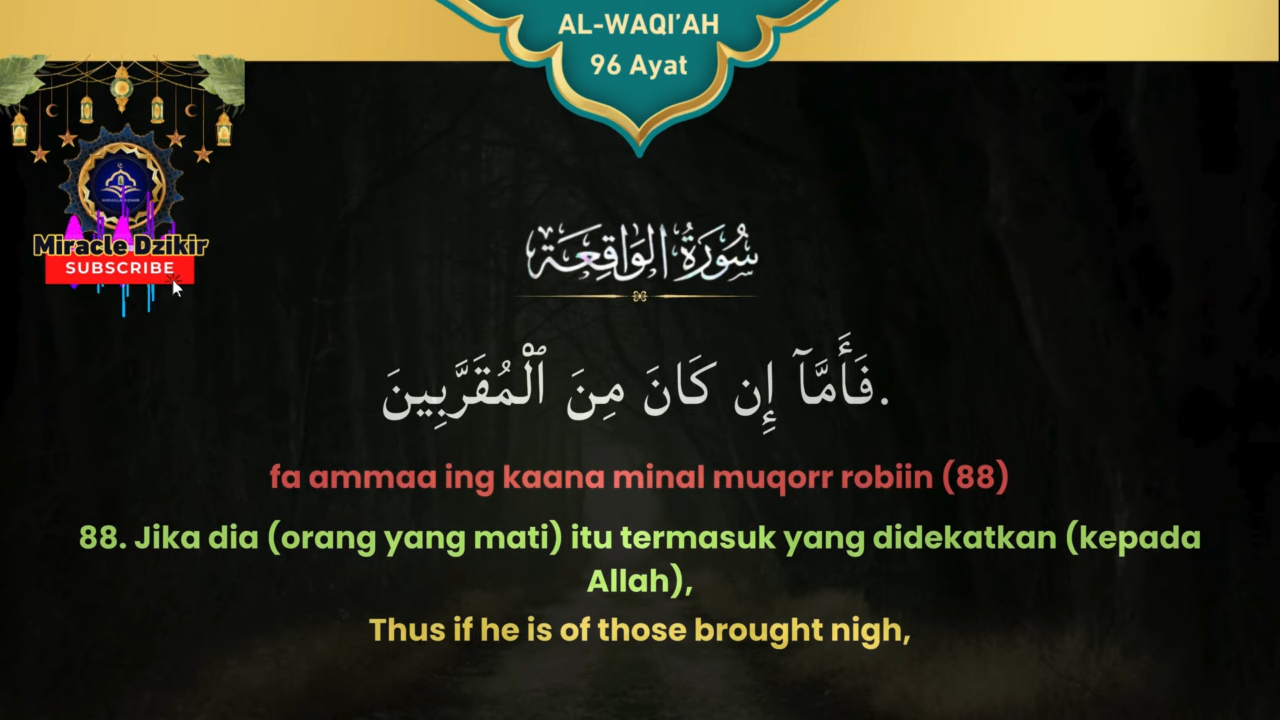 AL-WAQI’AH
96 Ayat
Miracle Dzikir
SUBSCRIBE
سُورَةُ الوَاقِعَة
فَأَمَّآ إِن كَانَ مِنَ ٱلْمُقَرَّبِينَ.
fa ammaa ing kaana minal muqorr robiin (88)
88. Jika dia (orang yang mati) itu termasuk yang didekatkan (kepada
Allah),
Thus if he is of those brought nigh,